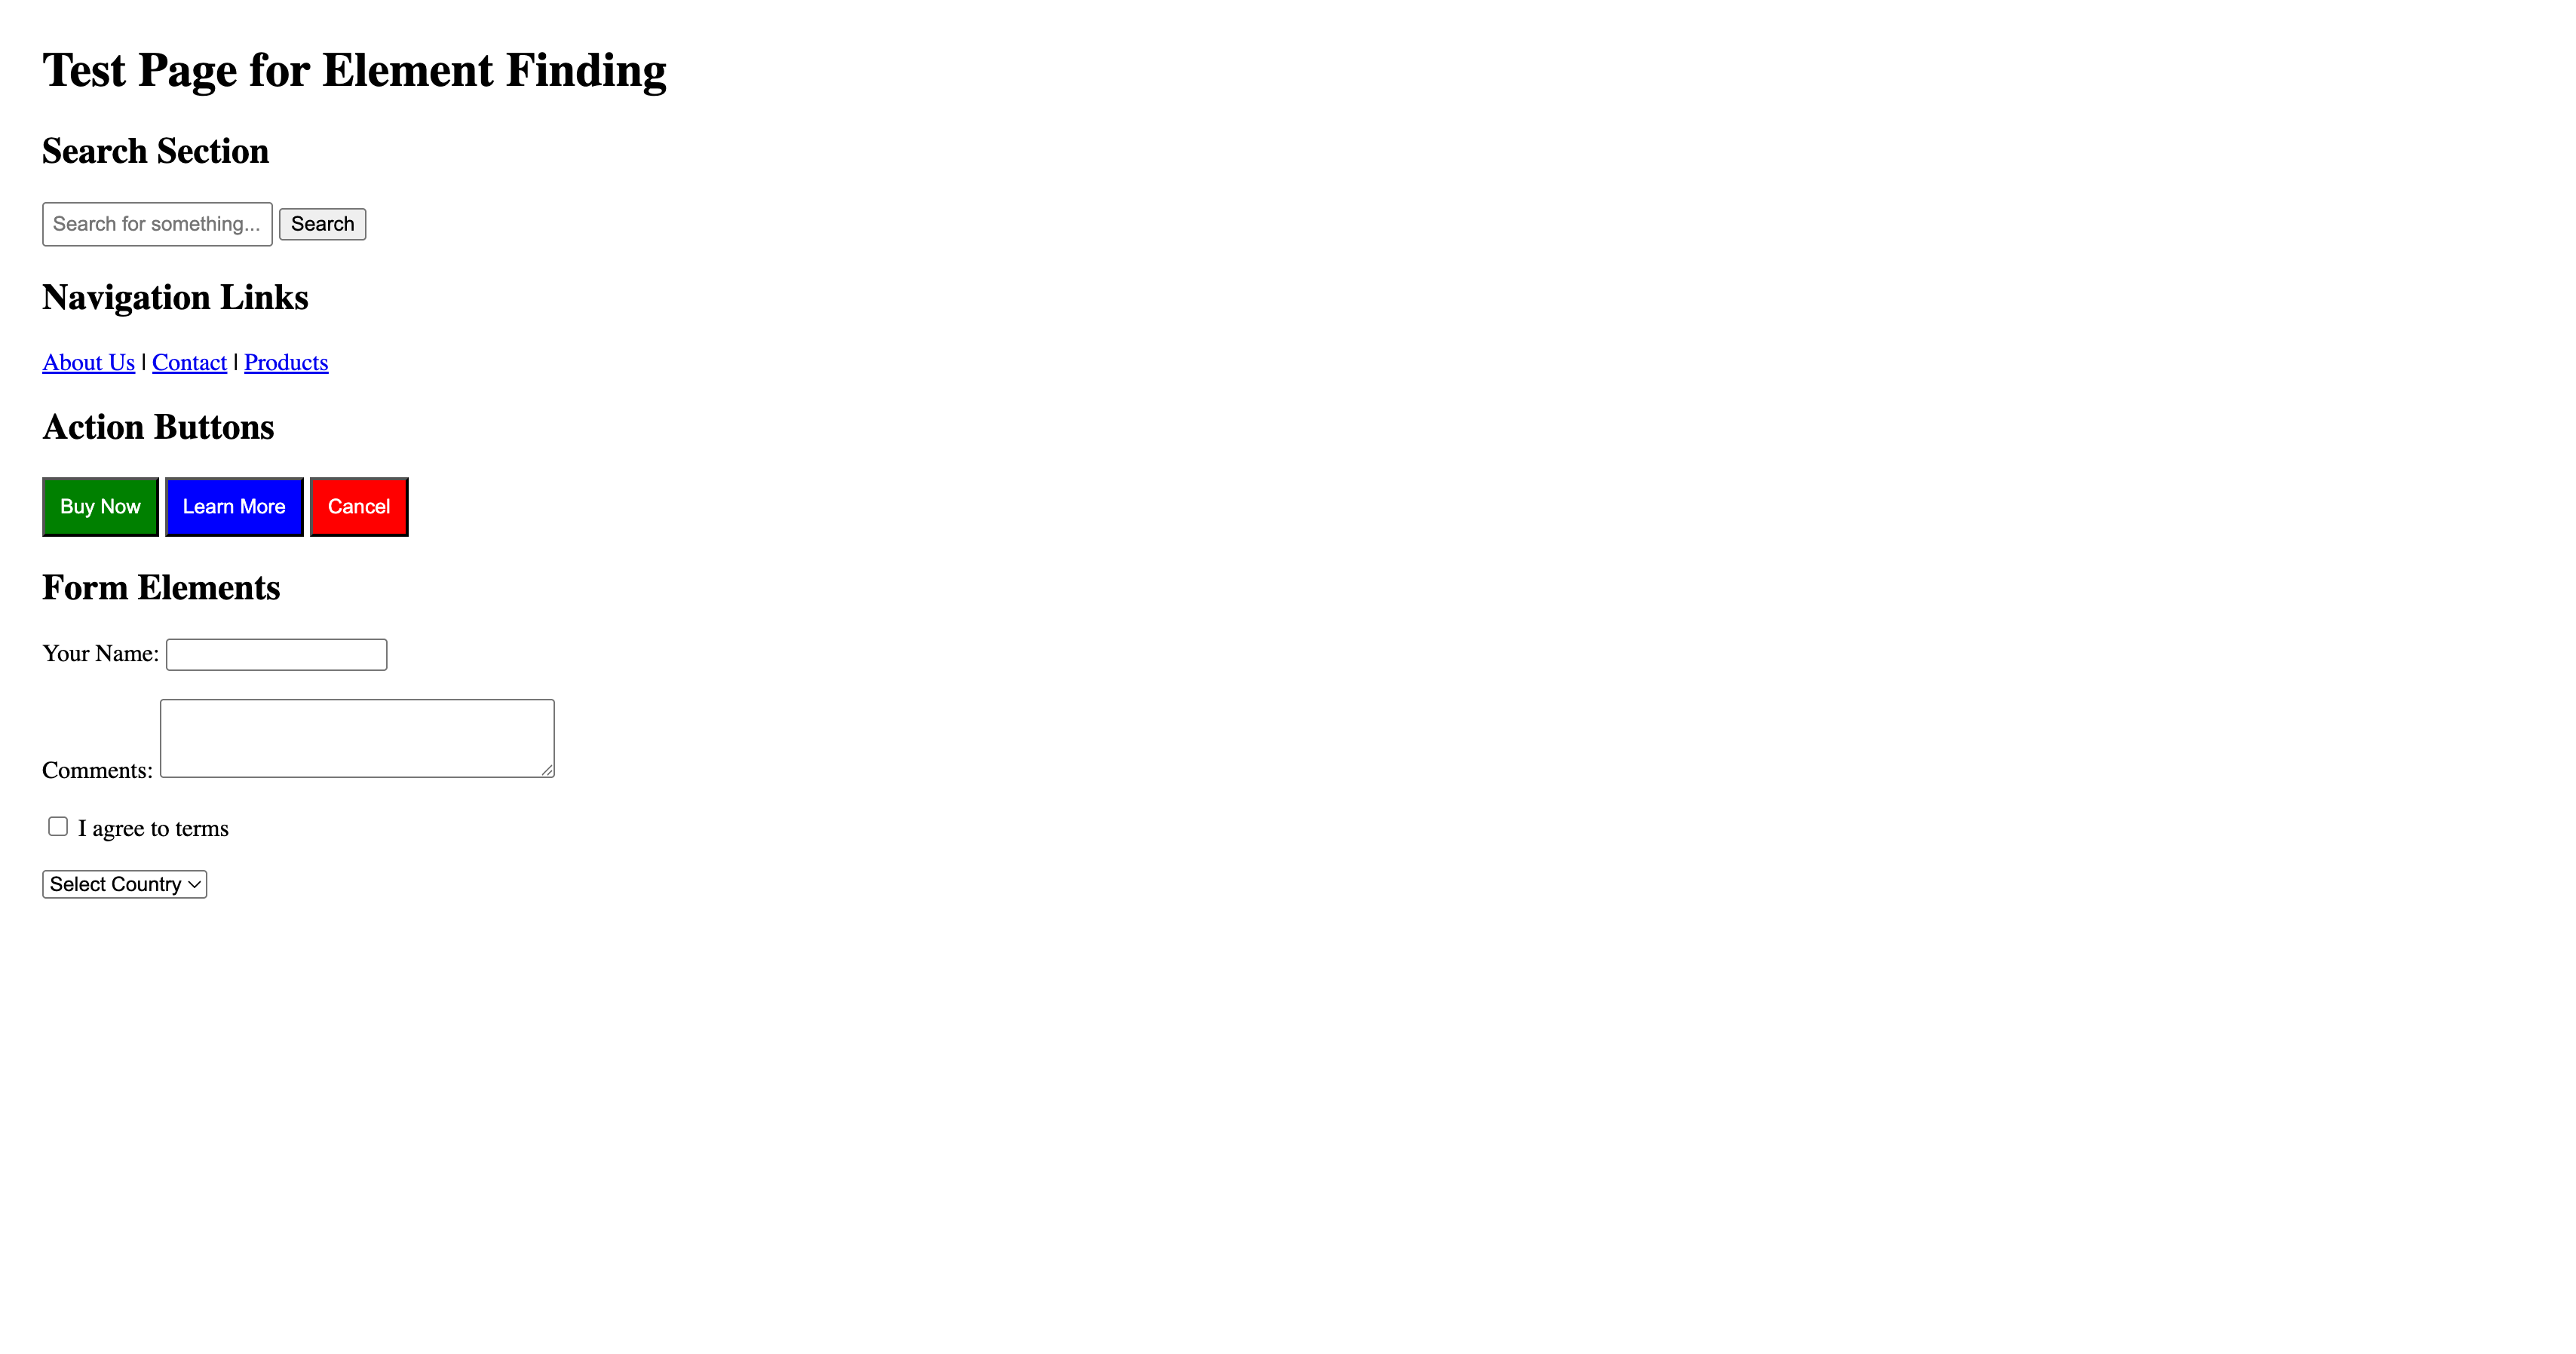 Test Page for Element Finding
Search Section
Search for something... Search
Navigation Links
About Us | Contact | Products
Action Buttons
Buy Now Learn More Cancel
Form Elements
Your Name:
Comments:
I agree to terms
Select Country